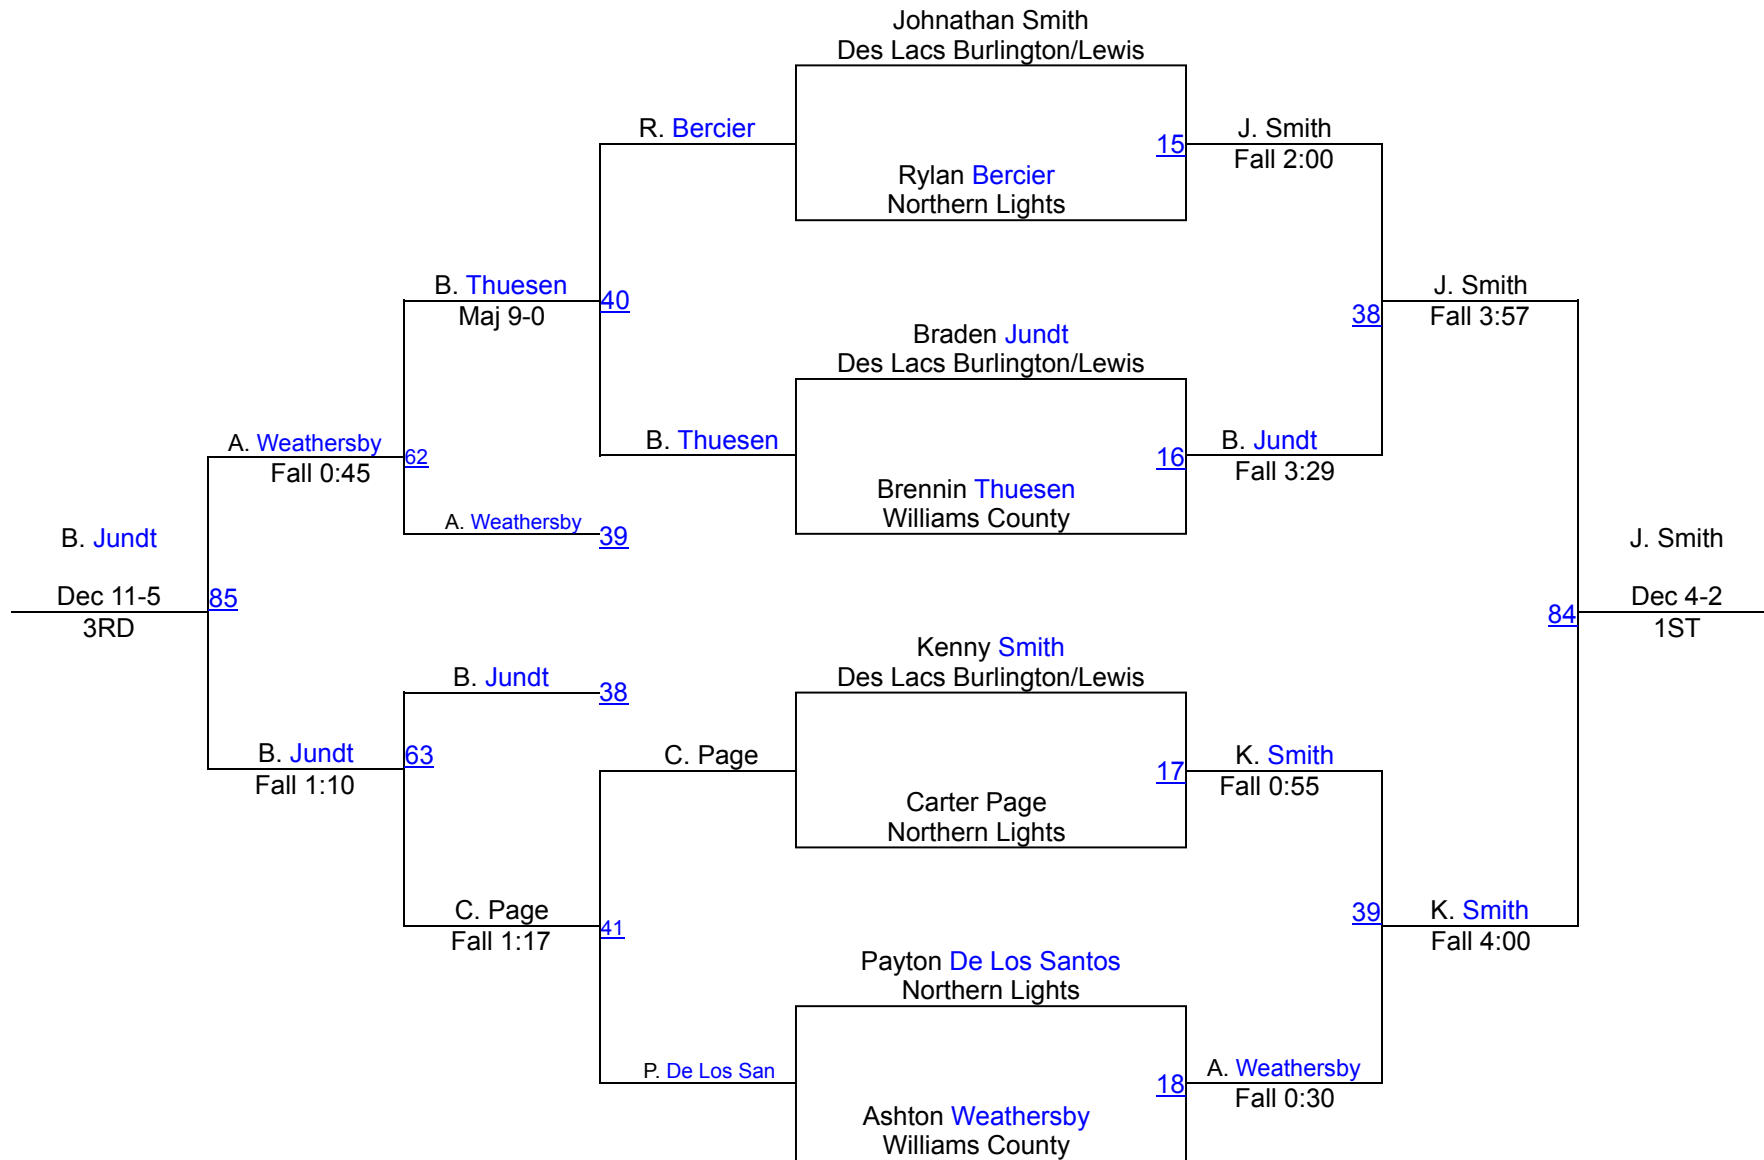 Johnathan Smith
Des Lacs Burlington/Lewis
R. Bercier
15
J. Smith
Fall 2:00
Rylan Bercier
Northern Lights
B. Thuesen
Maj 9-0
40
38
J. Smith
Fall 3:57
Braden Jundt
Des Lacs Burlington/Lewis
A. Weathersby
Fall 0:45
62
B. Thuesen
16
B. Jundt
Fall 3:29
Brennin Thuesen
Williams County
A. Weathersby
39
B. Jundt
Dec 11-5
3RD
85
J. Smith
Dec 4-2
1ST
84
Kenny Smith
Des Lacs Burlington/Lewis
B. Jundt
38
B. Jundt
Fall 1:10
63
C. Page
17
K. Smith
Fall 0:55
Carter Page
Northern Lights
C. Page
Fall 1:17
41
39
K. Smith
Fall 4:00
Payton De Los Santos
Northern Lights
P. De Los San
18
A. Weathersby
Fall 0:30
Ashton Weathersby
Williams County